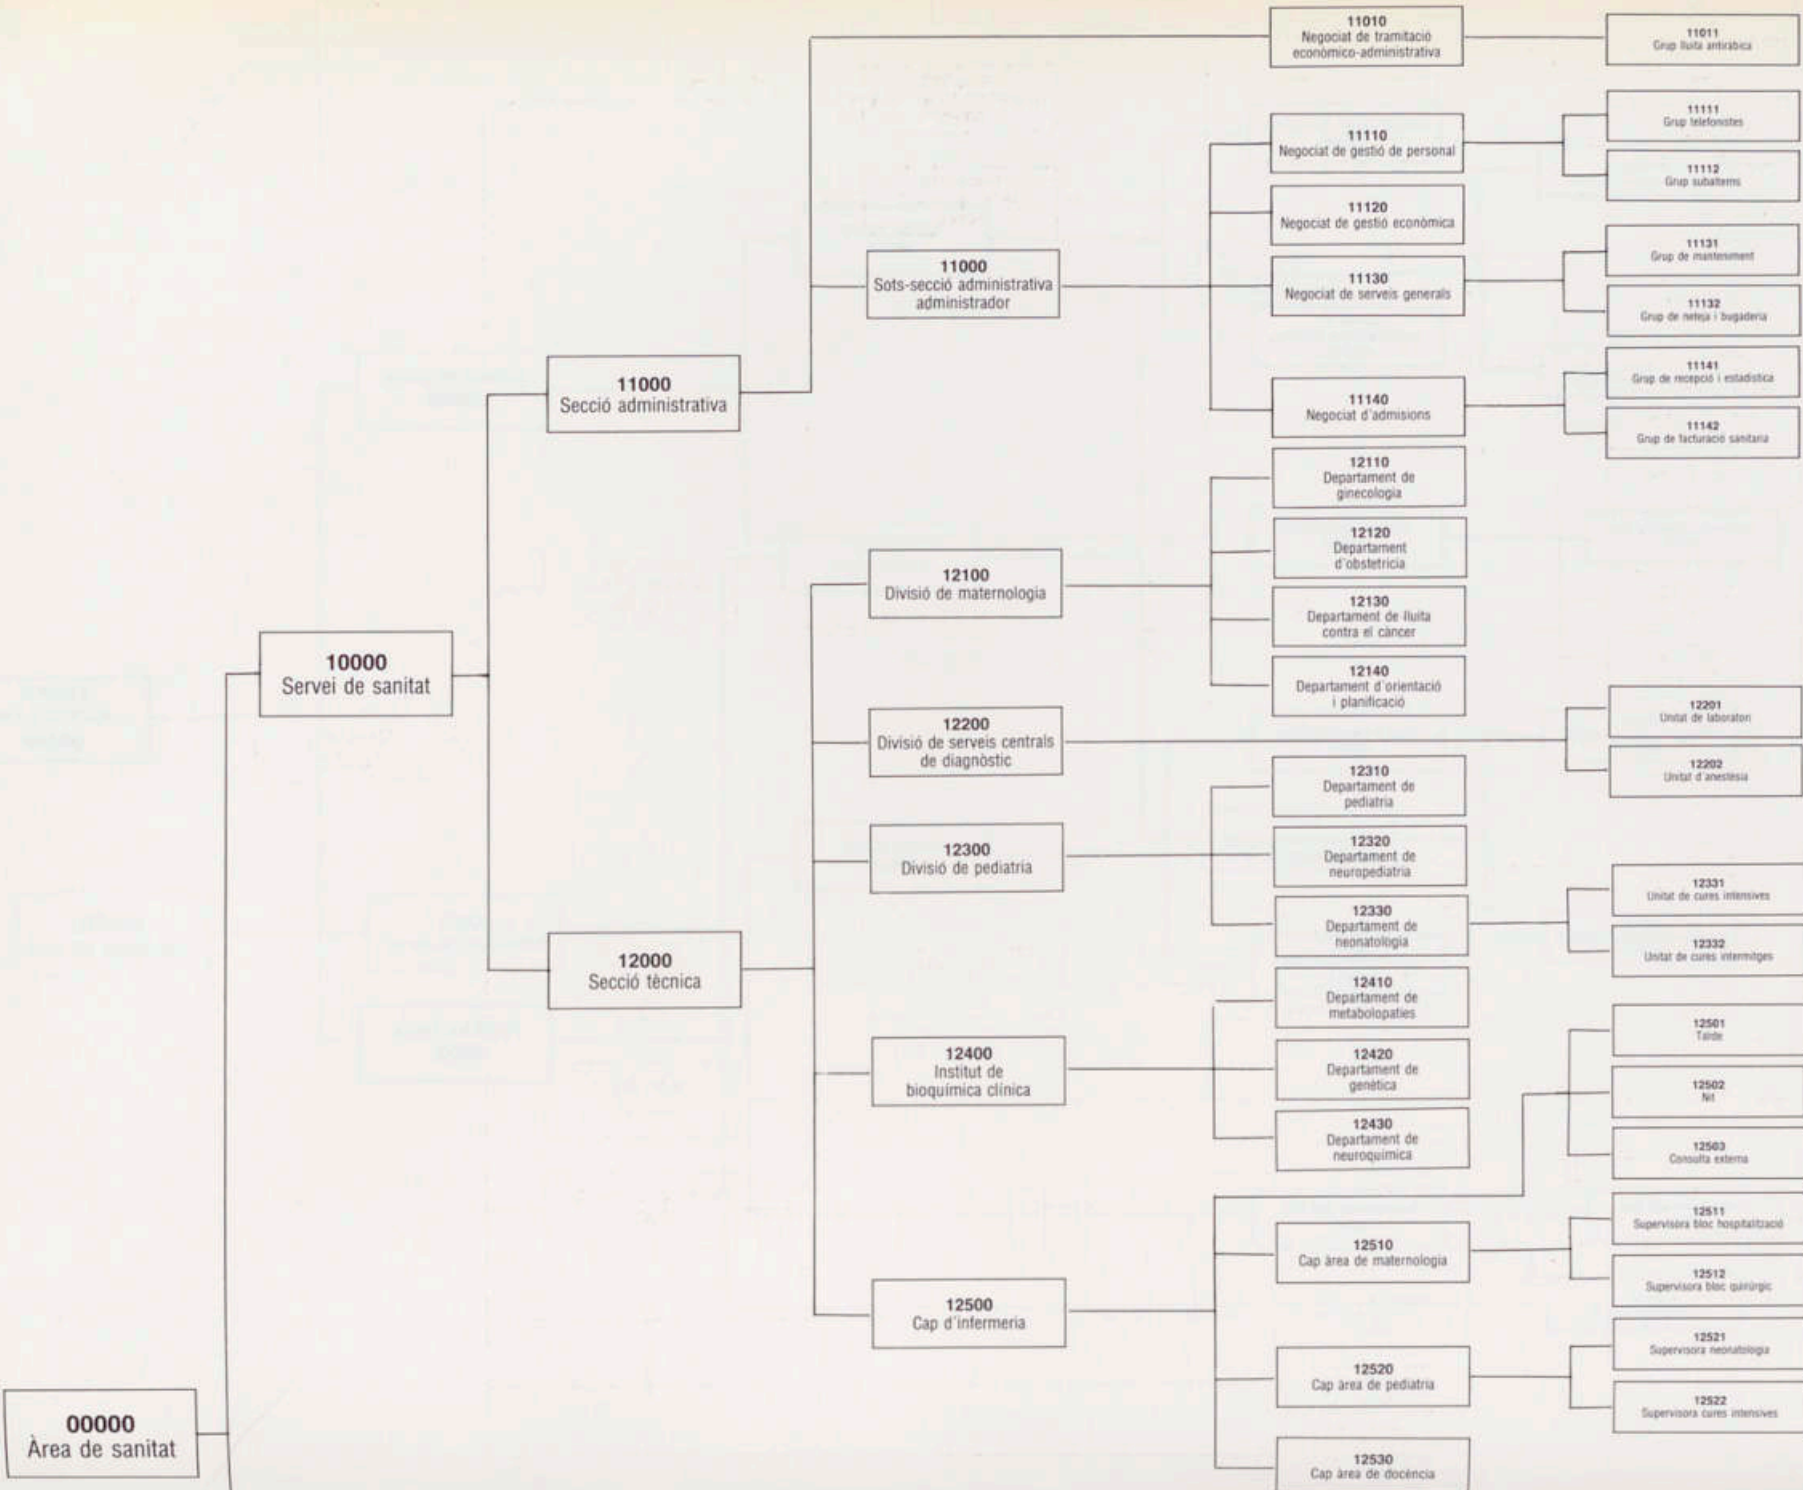 00000
Àrea de sanitat
10000
Servei de sanitat
11000
Secció administrativa
12000
Secció tècnica
11000
Sots-secció administrativa
administrador
12100
Divisió de maternologia
12200
Divisió de serveis centrals
de diagnòstic
12300
Divisió de pediatria
12400
Institut de
bioquímica clínica
12500
Cap d'infermeria
11010
Negociat de tramitació
econòmico-administrativa
11110
Negociat de gestió de personal
11120
Negociat de gestió econòmica
11130
Negociat de serveis generals
11140
Negociat d'admisions
12110
Departament de
ginecologia
12120
Departament
d'obstetrícia
12130
Departament de lluita
contra el càncer
12140
Departament d'orientació
i planificació
12310
Departament de
pediatria
12320
Departament de
neuropediatria
12330
Departament de
neonatologia
12410
Departament de
metabolopaties
12420
Departament de
genètica
12430
Departament de
neuroquímica
12510
Cap àrea de maternologia
12520
Cap àrea de pediatria
12530
Cap àrea de docència
11011
Grup lluita antiràbica
11111
Grup telefonistes
11112
Grup subalterns
11131
Grup de manteniment
11132
Grup de neteja i bugaderia
11141
Grup de recepció i estadística
11142
Grup de facturació sanitaria
12201
Unitat de laboratori
12202
Unitat d'anestèsia
12331
Unitat de cures intensives
12332
Unitat de cures intermitges
12501
Tarde
12502
Nit
12503
Consulta externa
12511
Supervisora bloc hospitalització
12512
Supervisora bloc quirúrgic
12521
Supervisora neonatologia
12522
Supervisora cures intensives